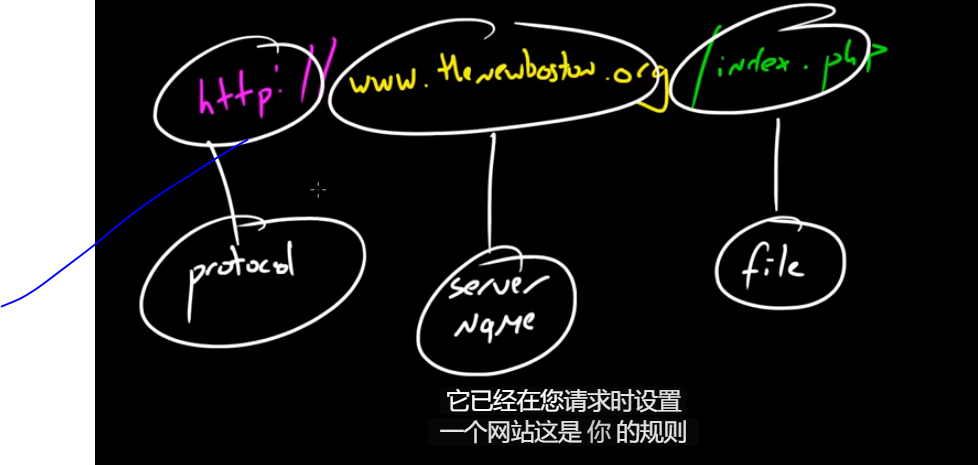 http:// www.thenewboston.org /index.php
protocol
server
name
file
它已经在您请求时设置
一个网站这是 你 的规则